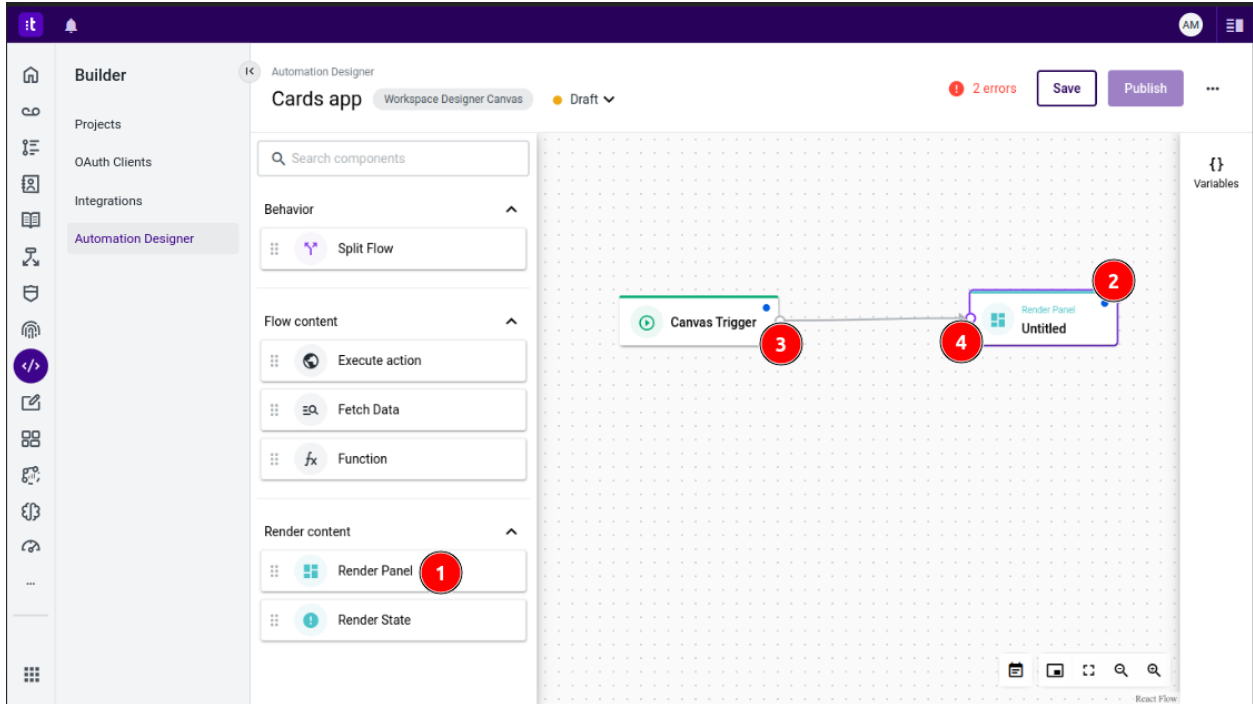 :t
AM
Builder
Projects
OAuth Clients
Integrations
Automation Designer
Automation Designer
Cards app
Workspace Designer Canvas
Draft
2 errors
Save
Publish
Search components
Behavior
Split Flow
Flow content
Execute action
Fetch Data
fx Function
Render content
Render Panel
1
Render State
Canvas Trigger
3
2
Render Panel
Untitled
4
{}
Variables
React Flow